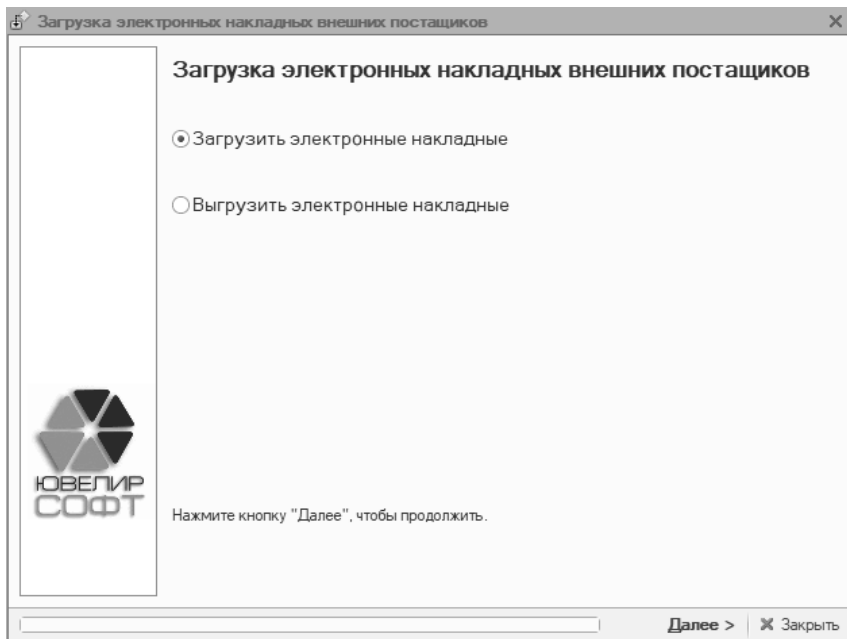 Загрузка электронных накладных внешних постащиков
Загрузка электронных накладных внешних постащиков
Загрузить электронные накладные
Выгрузить электронные накладные
ЮВЕЛИР
СОФТ
Нажмите кнопку "Далее", чтобы продолжить.
Далее > Закрыть